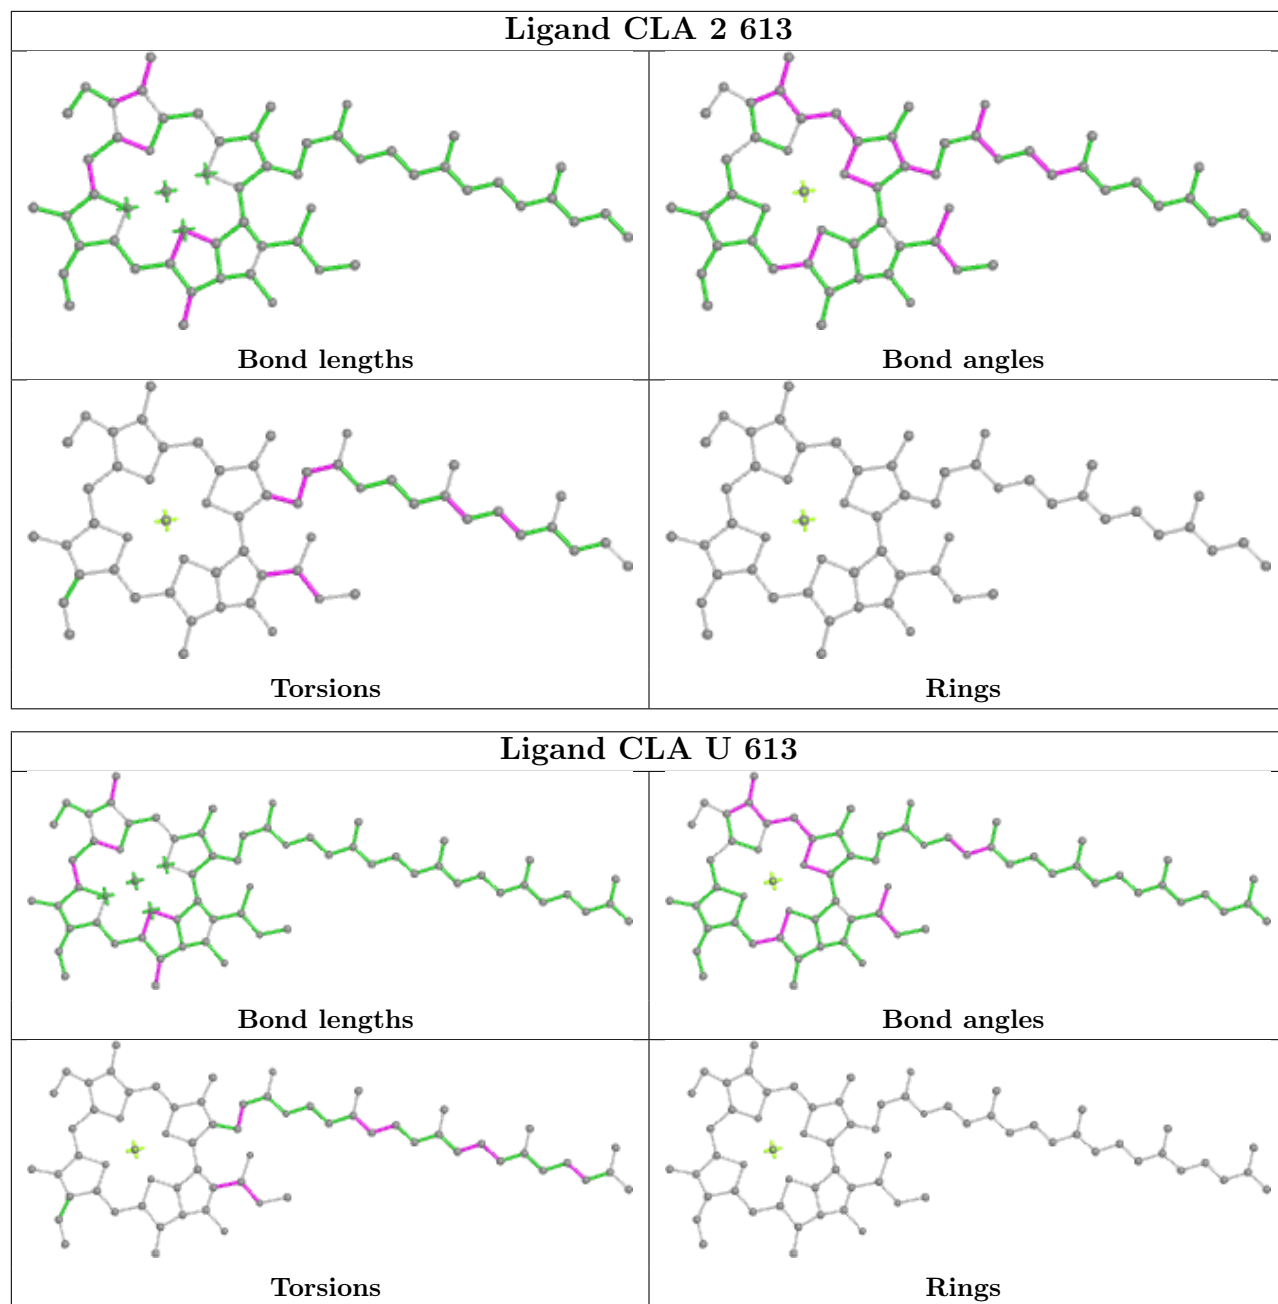 Ligand CLA 2 613
Bond lengths
Bond angles
Torsions
Rings
Ligand CLA U 613
Bond lengths
Bond angles
Torsions
Rings